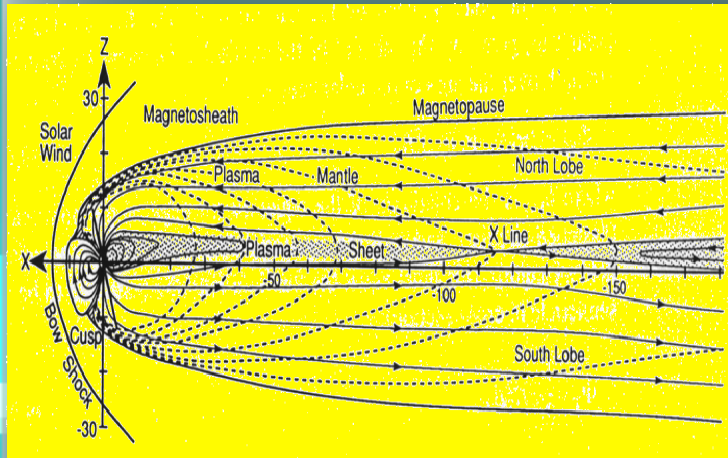 Z
30
Magnetosheath
Magnetopause
Solar
Wind
North Lobe
Plasma Mantle
X Line
X
Plasma Sheet
-50
-100
-150
Cusp
Bow Shock
South Lobe
-30